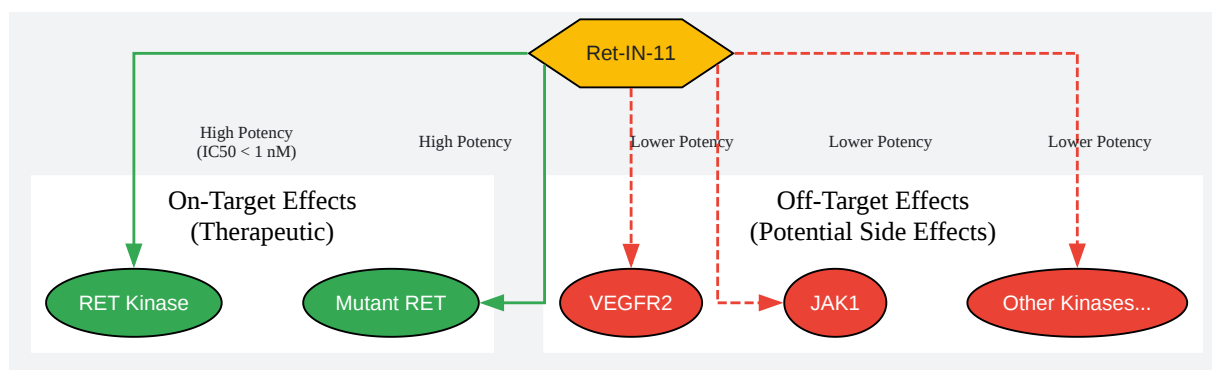 Ret-IN-11
High Potency
(IC50 < 1 nM)
High Potency
Lower Potency
Lower Potency
Lower Potency
On-Target Effects
(Therapeutic)
Off-Target Effects
(Potential Side Effects)
RET Kinase
Mutant RET
VEGFR2
JAK1
Other Kinases...